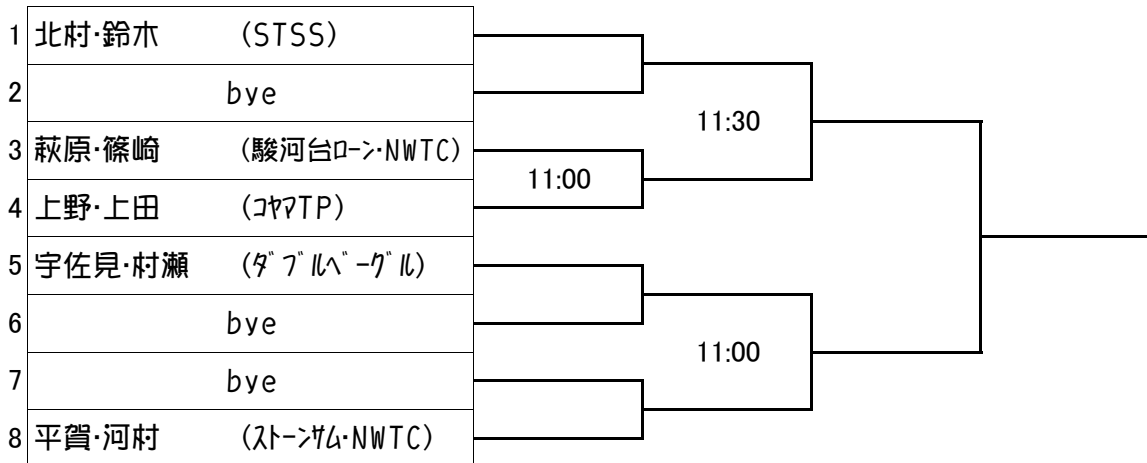 1 北村・鈴木 (STSS)
2 bye
11:30
3 萩原・篠崎 (駿河台ﾛｰﾝ・NWTC)
11:00
4 上野・上田 (ｺﾔﾏTP)
5 宇佐見・村瀬 (ﾀﾞﾌﾞﾙﾍﾞｰｸﾞﾙ)
6 bye
11:00
7 bye
8 平賀・河村 (ｽﾄｰﾝｻﾑ・NWTC)